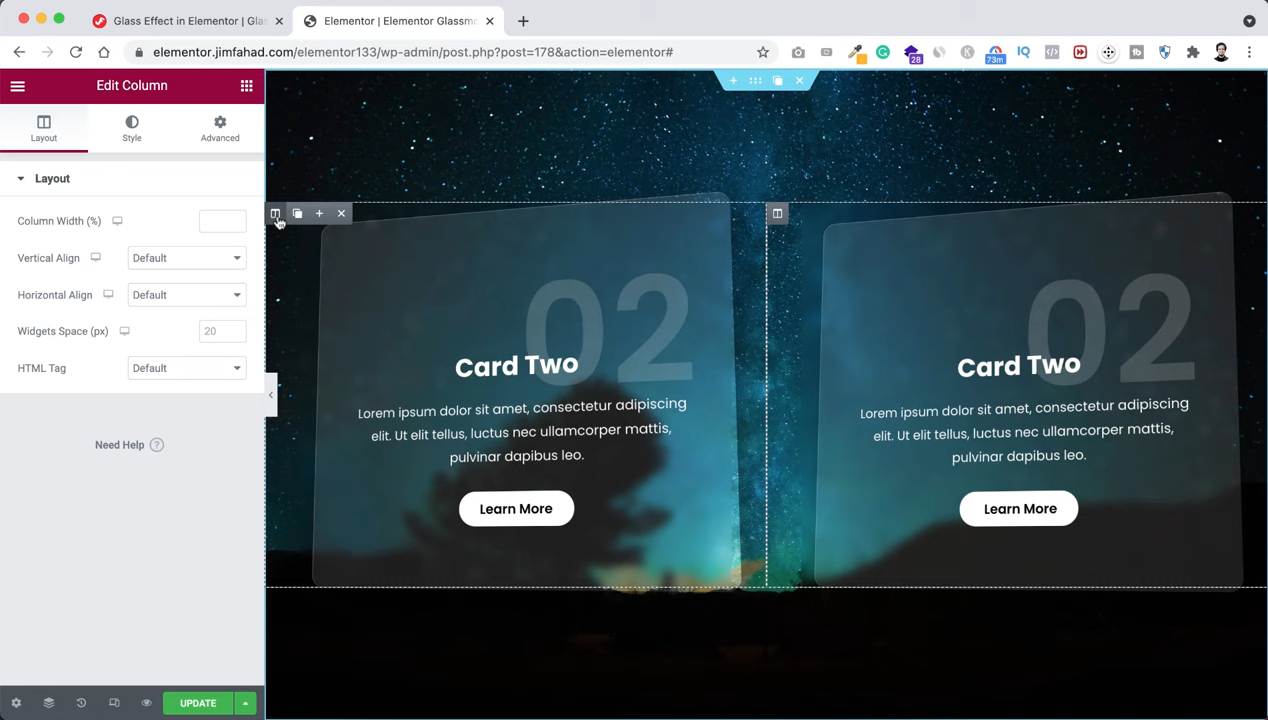 Glass Effect in Elementor | Glas
Elementor | Elementor Glassmo
elementor.jimfahad.com/elementor133/wp-admin/post.php?post=178&action=elementor#
28
73m
Edit Column
Layout
Style
Advanced
Layout
Column Width (%)
Vertical Align
Default
Horizontal Align
Default
Widgets Space (px)
20
HTML Tag
Default
Need Help
UPDATE
02
Card Two
Lorem ipsum dolor sit amet, consectetur adipiscing
elit. Ut elit tellus, luctus nec ullamcorper mattis,
pulvinar dapibus leo.
Learn More
02
Card Two
Lorem ipsum dolor sit amet, consectetur adipiscing
elit. Ut elit tellus, luctus nec ullamcorper mattis,
pulvinar dapibus leo.
Learn More